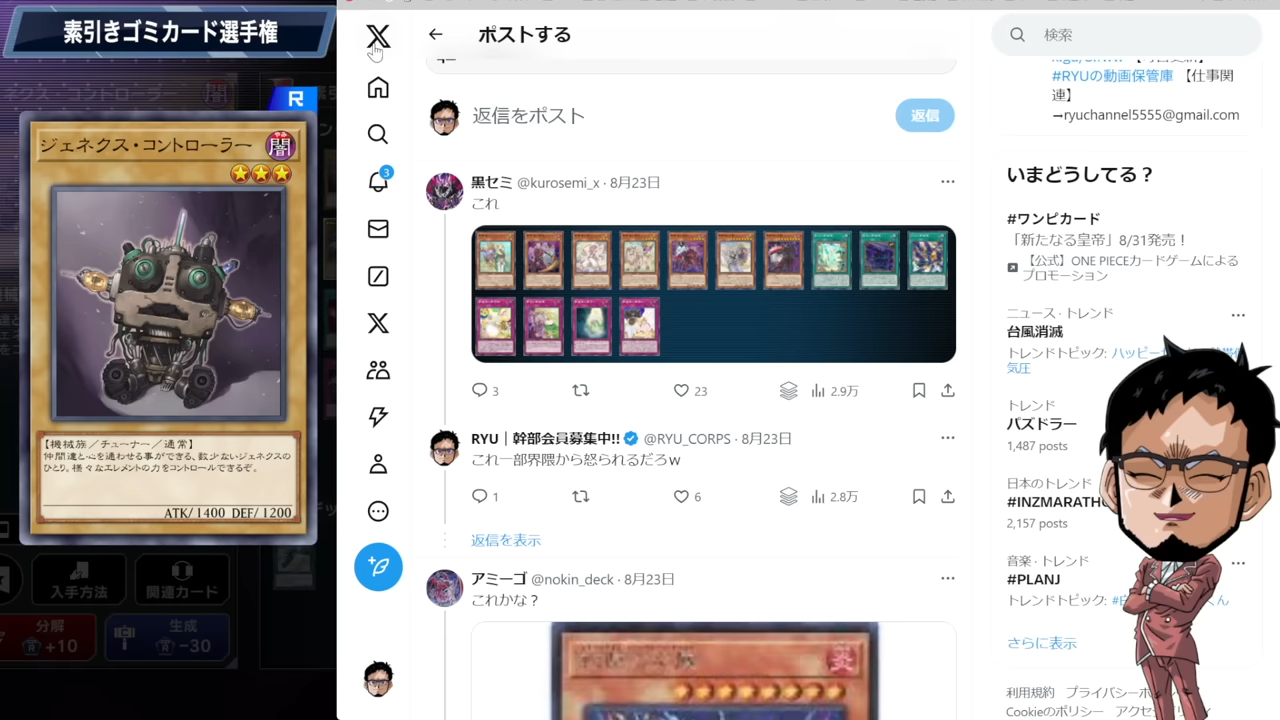 素引きゴミカード選手権
R
ジェネクス・コントローラー
闇
【機械族／チューナー／通常】
仲間達と心を通わせる事ができる、数少ないジェネクスの
ひとり。様々なエレメントの力をコントロールできるぞ。
ATK/1400 DEF/1200
入手方法
関連カード
分解
+10
生成
-30
ポストする
返信をポスト
返信
3
黒セミ @kurosemi_x · 8月23日
これ
3
23
2.9万
RYU｜幹部会員募集中!! @RYU_CORPS · 8月23日
これ一部界隈から怒られるだろw
1
6
2.8万
返信を表示
アミーゴ @nokin_deck · 8月23日
これかな？
炎
検索
#RYUの動画保管庫 【仕事関
連】
→ryuchannel5555@gmail.com
いまどうしてる？
#ワンピカード
「新たなる皇帝」8/31発売！
【公式】ONE PIECEカードゲームによる
プロモーション
ニュース · トレンド
台風消滅
トレンドトピック: ハッピー
気圧
トレンド
パズドラー
1,487 posts
日本のトレンド
#INZMARATH
2,157 posts
音楽 · トレンド
#PLANJ
トレンドトピック:
さらに表示
利用規約 プライバシー
Cookieのポリシー アクセ